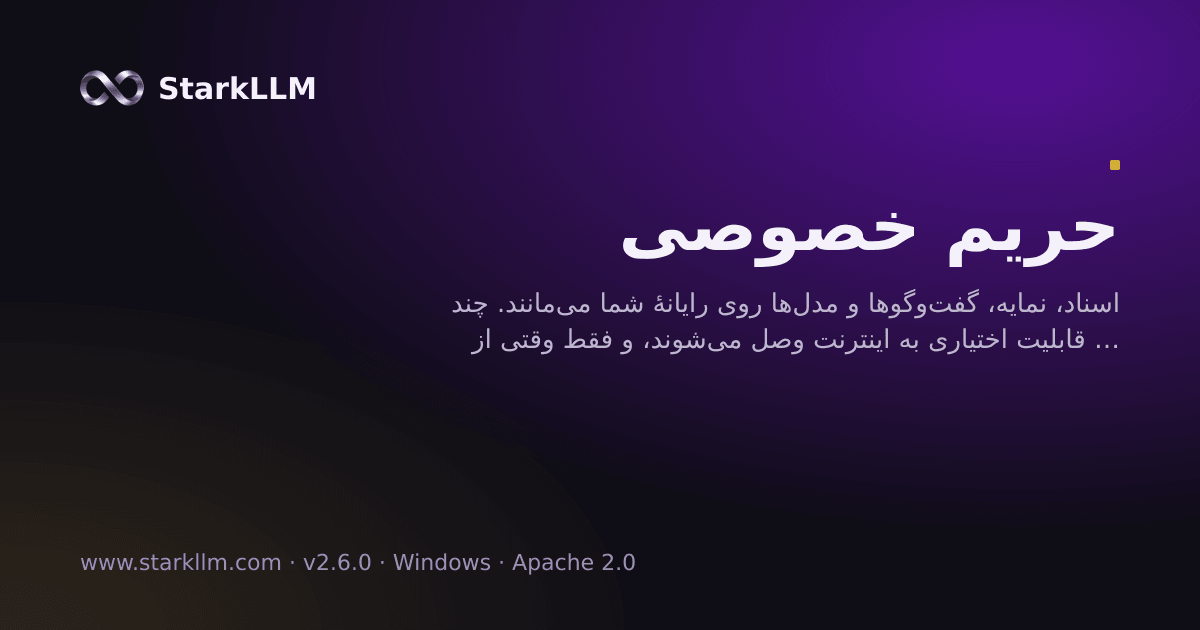 StarkLLM
حریم خصوصی
اسناد، نمایه، گفت‌وگوها و مدل‌ها روی رایانهٔ شما می‌مانند. چند
قابلیت اختیاری به اینترنت وصل می‌شوند، و فقط وقتی از …
www.starkllm.com · v2.6.0 · Windows · Apache 2.0